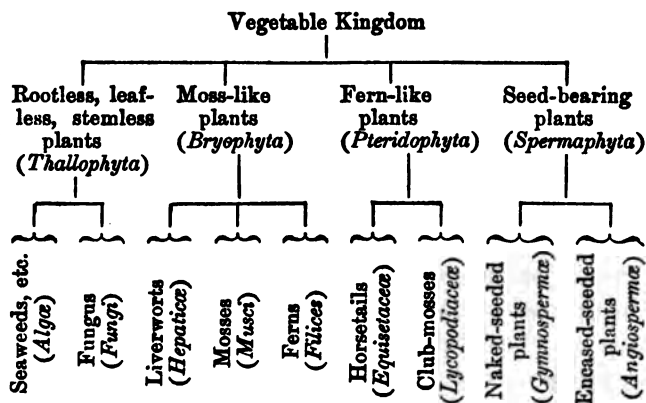 Vegetable Kingdom
Rootless, leaf-
less, stemless
plants
(Thallophyta)
Moss-like
plants
(Bryophyta)
Fern-like
plants
(Pteridophyta)
Seed-bearing
plants
(Spermaphyta)
Seaweeds, etc.
(Algæ)
Fungus
(Fungi)
Liverworts
(Hepaticæ)
Mosses
(Musci)
Ferns
(Filices)
Horsetails
(Equisetaceæ)
Club-mosses
(Lycopodiaceæ)
Naked-seeded
plants
(Gymnospermæ)
Encased-seeded
plants
(Angiospermæ)